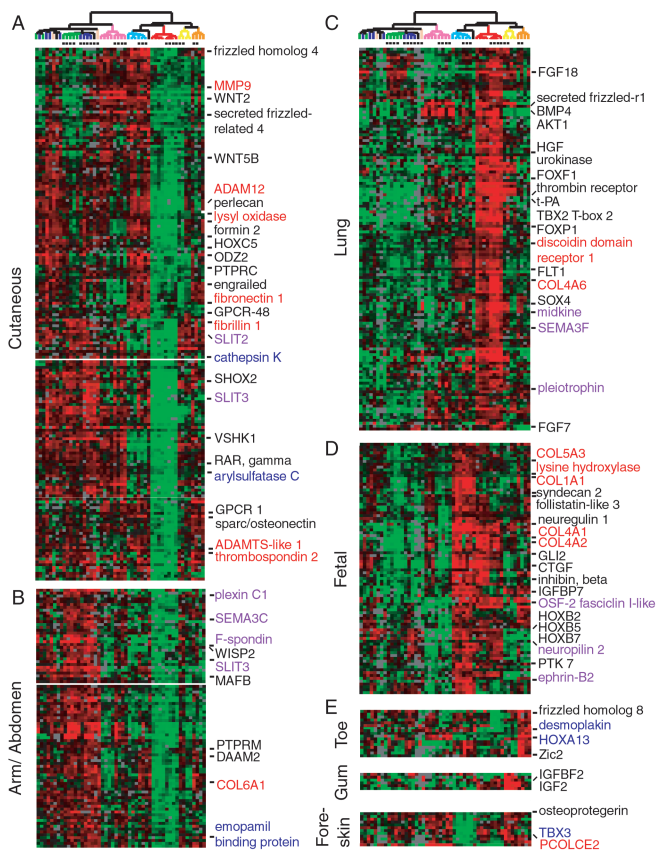 A
frizzled homolog 4
MMP9
WNT2
secreted frizzled-
related 4
WNT5B
ADAM12
perlecan
lysyl oxidase
formin 2
HOXC5
ODZ2
PTPRC
engrailed
fibronectin 1
GPCR-48
fibrillin 1
SLIT2
cathepsin K
SHOX2
SLIT3
VSHK1
RAR, gamma
arylsulfatase C
GPCR 1
sparc/osteonectin
ADAMTS-like 1
thrombospondin 2
Cutaneous
B
plexin C1
SEMA3C
F-spondin
WISP2
SLIT3
MAFB
PTPRM
DAAM2
COL6A1
emopamil
binding protein
Arm/ Abdomen
C
FGF18
secreted frizzled-r1
BMP4
AKT1
HGF
urokinase
FOXF1
thrombin receptor
t-PA
TBX2 T-box 2
FOXP1
discoidin domain
receptor 1
FLT1
COL4A6
SOX4
midkine
SEMA3F
pleiotrophin
FGF7
Lung
D
COL5A3
lysine hydroxylase
COL1A1
syndecan 2
follistatin-like 3
neuregulin 1
COL4A1
COL4A2
GLI2
CTGF
inhibin, beta
IGFBP7
OSF-2 fasciclin I-like
HOXB2
HOXB5
HOXB7
neuropilin 2
PTK 7
ephrin-B2
Fetal
E
frizzled homolog 8
desmoplakin
HOXA13
Zic2
Toe
IGFBF2
IGF2
Gum
osteoprotegerin
TBX3
PCOLCE2
Fore-
skin